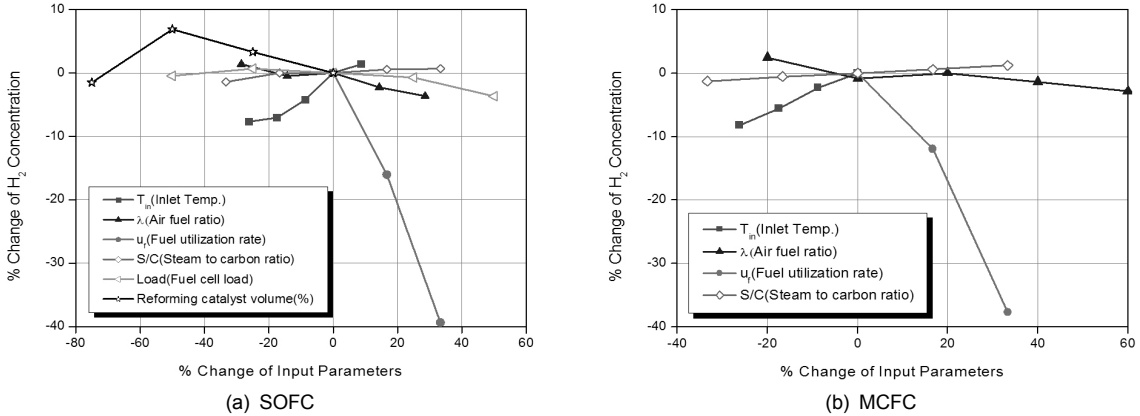 10
0
-10
-20
-30
-40
% Change of H2 Concentration
Tin(Inlet Temp.)
λ(Air fuel ratio)
uf(Fuel utilization rate)
S/C(Steam to carbon ratio)
Load(Fuel cell load)
Reforming catalyst volume(%)
-80 -60 -40 -20 0 20 40 60
% Change of Input Parameters
(a) SOFC
10
0
-10
-20
-30
-40
% Change of H2 Concentration
Tin(Inlet Temp.)
λ(Air fuel ratio)
uf(Fuel utilization rate)
S/C(Steam to carbon ratio)
-40 -20 0 20 40 60
% Change of Input Parameters
(b) MCFC